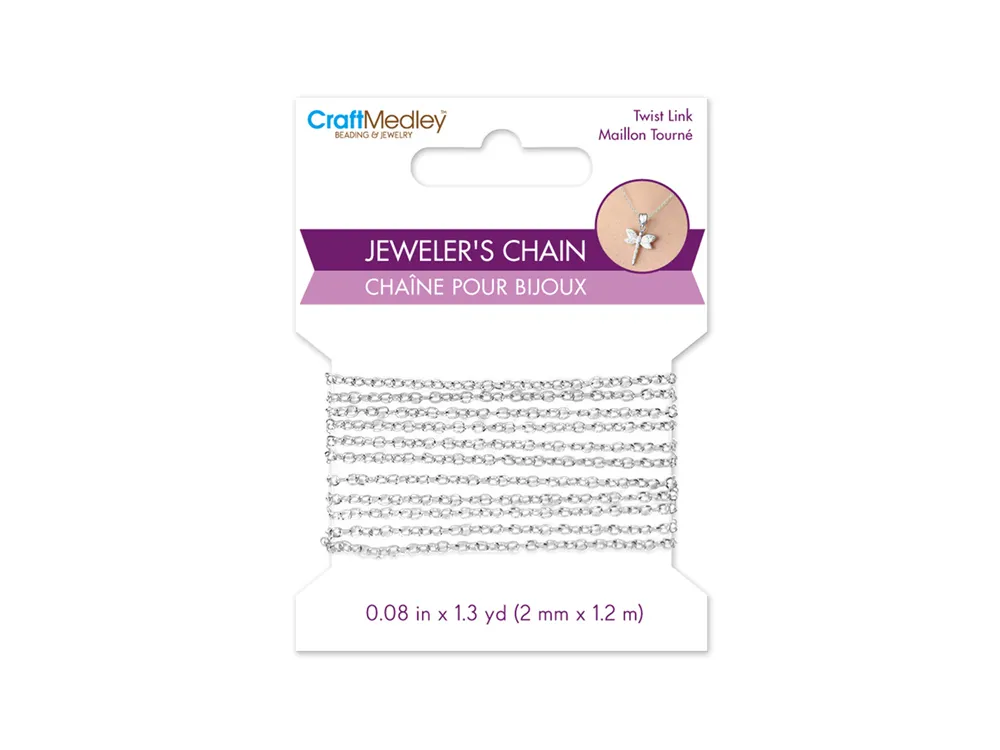 CraftMedley™
BEADING & JEWELRY
Twist Link
Maillon Tourné
JEWELER'S CHAIN
CHAÎNE POUR BIJOUX
0.08 in x 1.3 yd (2 mm x 1.2 m)